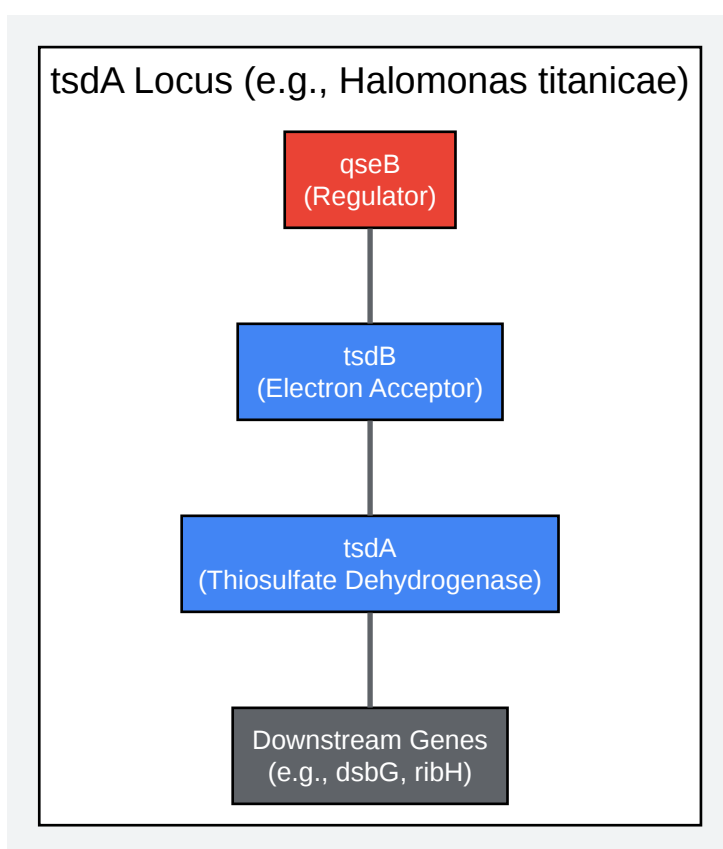 tsdA Locus (e.g., Halomonas titanicae)
qseB
(Regulator)
tsdB
(Electron Acceptor)
tsdA
(Thiosulfate Dehydrogenase)
Downstream Genes
(e.g., dsbG, ribH)